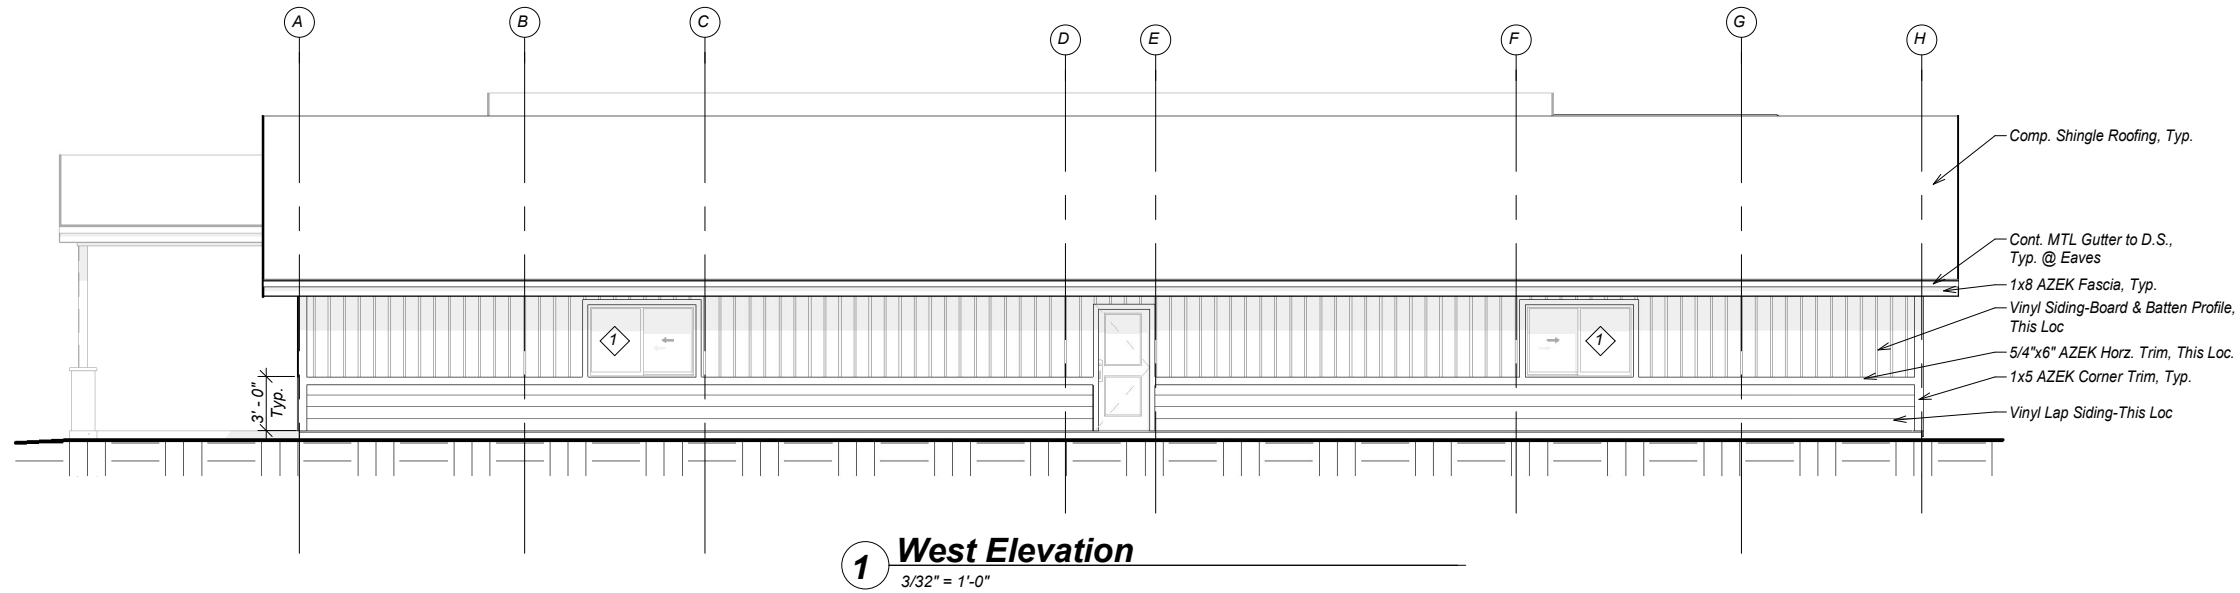 A
B
C
D
E
F
G
H
Comp. Shingle Roofing, Typ.
Cont. MTL Gutter to D.S.,
Typ. @ Eaves
1x8 AZEK Fascia, Typ.
Vinyl Siding-Board & Batten Profile,
This Loc
5/4"x6" AZEK Horz. Trim, This Loc.
1x5 AZEK Corner Trim, Typ.
Vinyl Lap Siding-This Loc
1
1
3' - 0"
Typ.
1
West Elevation
3/32" = 1'-0"